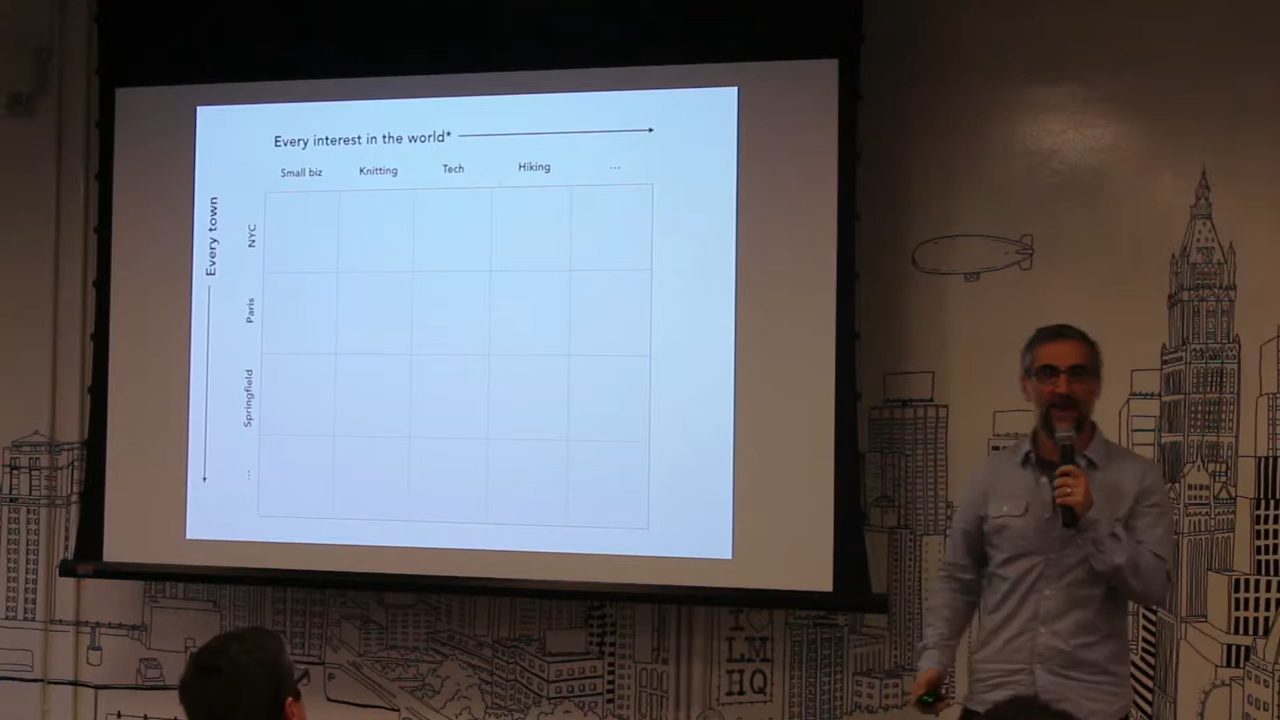 Every interest in the world*
Small biz Knitting Tech Hiking ...
Every town
NYC
Paris
Springfield
...
I ♡
LM
HQ